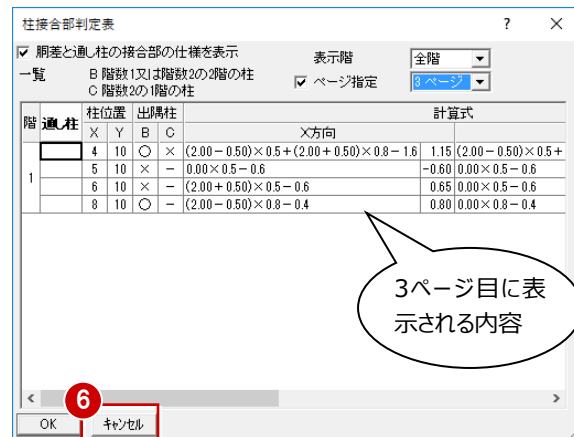 柱接合部判定表 ? ×
胴差と通し柱の接合部の仕様を表示 表示階 全階
一覧 B 階数1又は階数2の2階の柱 ページ指定 3 ページ
C 階数2の1階の柱
階 通し柱 柱位置 出隅柱 計算式
X Y B C X方向
4 10 ○ × (2.00－0.50)×0.5＋(2.00＋0.50)×0.8－1.6 1.15 (2.00－0.50)×0.5＋
1 5 10 × － 0.00×0.5－0.6 －0.60 0.00×0.5－0.6
6 10 × － (2.00＋0.50)×0.5－0.6 0.65 0.00×0.5－0.6
8 10 ○ － (2.00－0.50)×0.8－0.4 0.80 0.00×0.8－0.4
3ページ目に表
示される内容
6
OK キャンセル